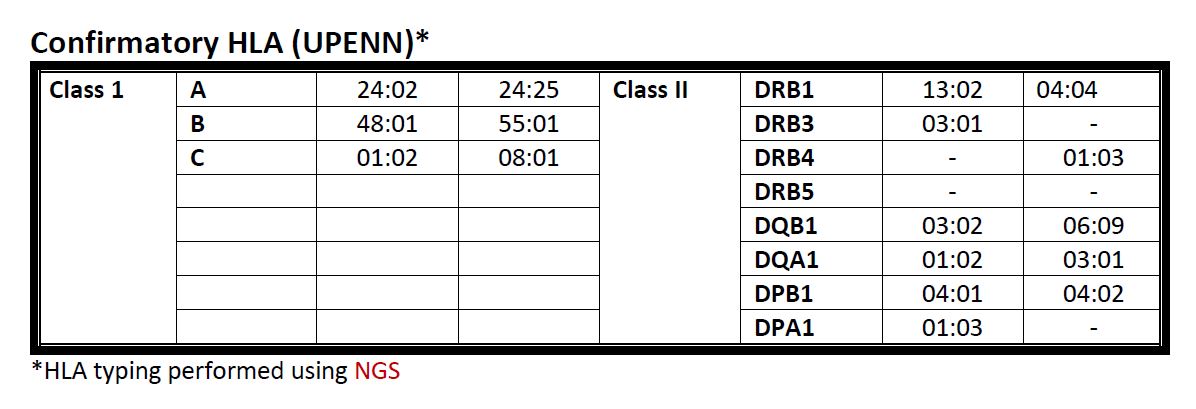 Confirmatory HLA (UPENN)*
Class 1 A 24:02 24:25 Class II DRB1 13:02 04:04
B 48:01 55:01 DRB3 03:01 -
C 01:02 08:01 DRB4 - 01:03
DRB5 - -
DQB1 03:02 06:09
DQA1 01:02 03:01
DPB1 04:01 04:02
DPA1 01:03 -
*HLA typing performed using NGS